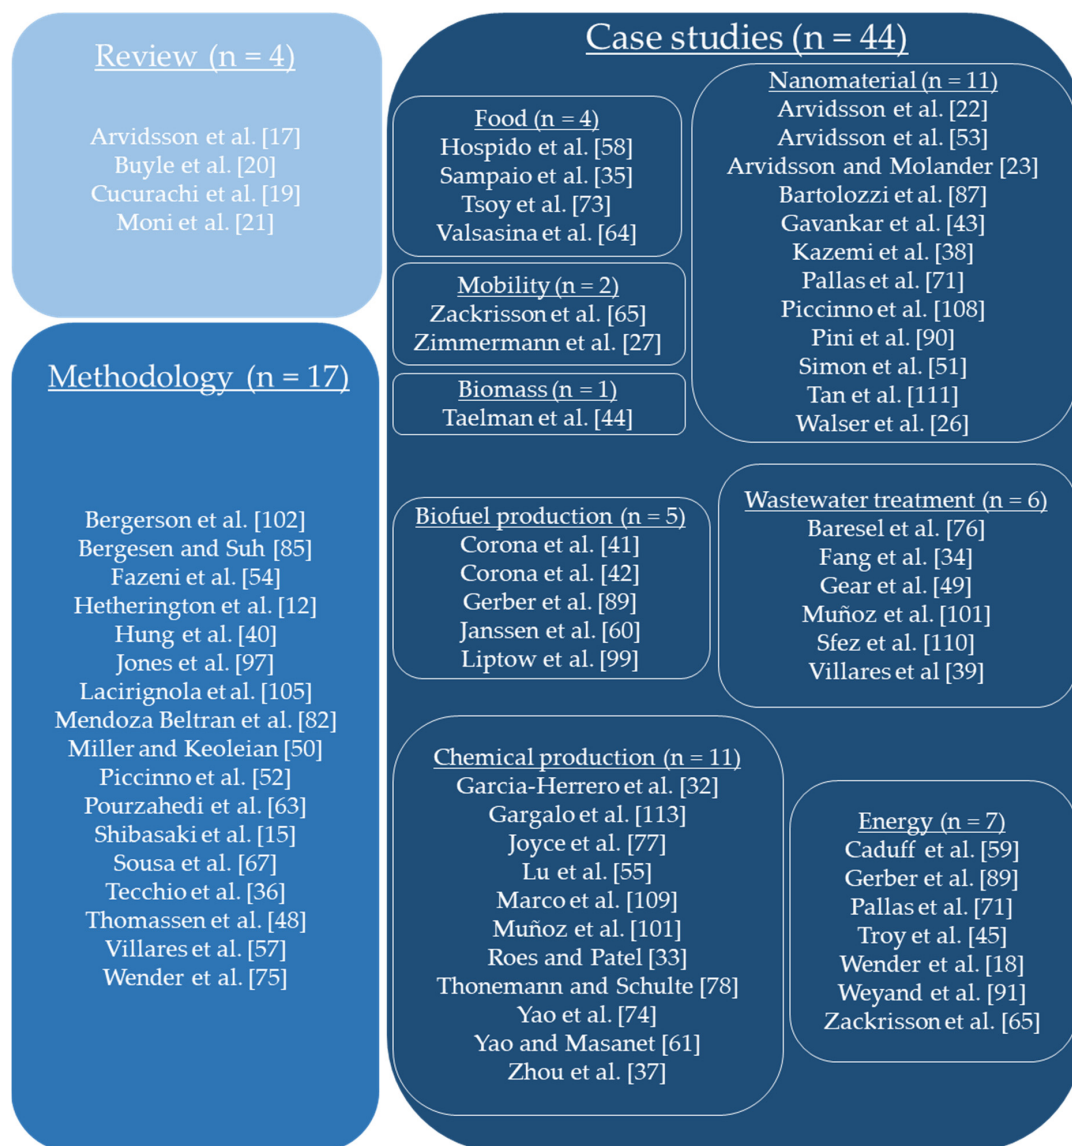 Review (n = 4)
Arvidsson et al. [17]
Buyle et al. [20]
Cucurachi et al. [19]
Moni et al. [21]
Methodology (n = 17)
Bergerson et al. [102]
Bergesen and Suh [85]
Fazeni et al. [54]
Hetherington et al. [12]
Hung et al. [40]
Jones et al. [97]
Lacirignola et al. [105]
Mendoza Beltran et al. [82]
Miller and Keoleian [50]
Piccinno et al. [52]
Pourzahedi et al. [63]
Shibasaki et al. [15]
Sousa et al. [67]
Tecchio et al. [36]
Thomassen et al. [48]
Villares et al. [57]
Wender et al. [75]
Case studies (n = 44)
Food (n = 4)
Hospido et al. [58]
Sampaio et al. [35]
Tsoy et al. [73]
Valsasina et al. [64]
Mobility (n = 2)
Zackrisson et al. [65]
Zimmermann et al. [27]
Biomass (n = 1)
Taelman et al. [44]
Nanomaterial (n = 11)
Arvidsson et al. [22]
Arvidsson et al. [53]
Arvidsson and Molander [23]
Bartolozzi et al. [87]
Gavankar et al. [43]
Kazemi et al. [38]
Pallas et al. [71]
Piccinno et al. [108]
Pini et al. [90]
Simon et al. [51]
Tan et al. [111]
Walser et al. [26]
Biofuel production (n = 5)
Corona et al. [41]
Corona et al. [42]
Gerber et al. [89]
Janssen et al. [60]
Liptow et al. [99]
Wastewater treatment (n = 6)
Baresel et al. [76]
Fang et al. [34]
Gear et al. [49]
Muñoz et al. [101]
Sfez et al. [110]
Villares et al [39]
Chemical production (n = 11)
Garcia-Herrero et al. [32]
Gargalo et al. [113]
Joyce et al. [77]
Lu et al. [55]
Marco et al. [109]
Muñoz et al. [101]
Roes and Patel [33]
Thonemann and Schulte [78]
Yao et al. [74]
Yao and Masanet [61]
Zhou et al. [37]
Energy (n = 7)
Caduff et al. [59]
Gerber et al. [89]
Pallas et al. [71]
Troy et al. [45]
Wender et al. [18]
Weyand et al. [91]
Zackrisson et al. [65]